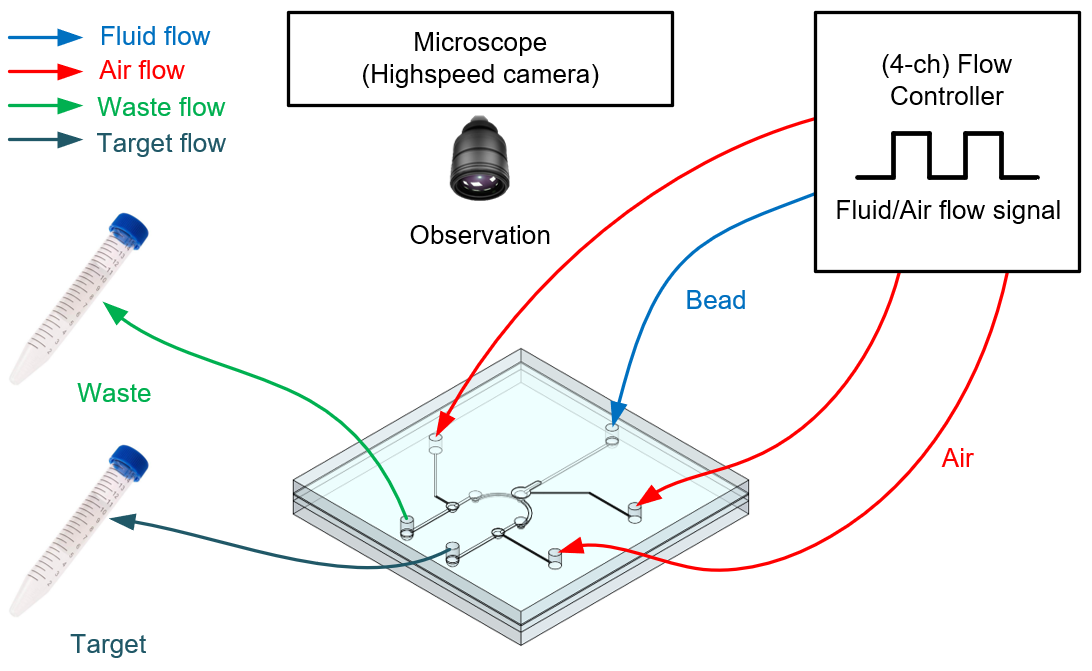 Fluid flow
Air flow
Waste flow
Target flow
Microscope
(Highspeed camera)
Observation
(4-ch) Flow
Controller
Fluid/Air flow signal
Bead
Air
Waste
Target